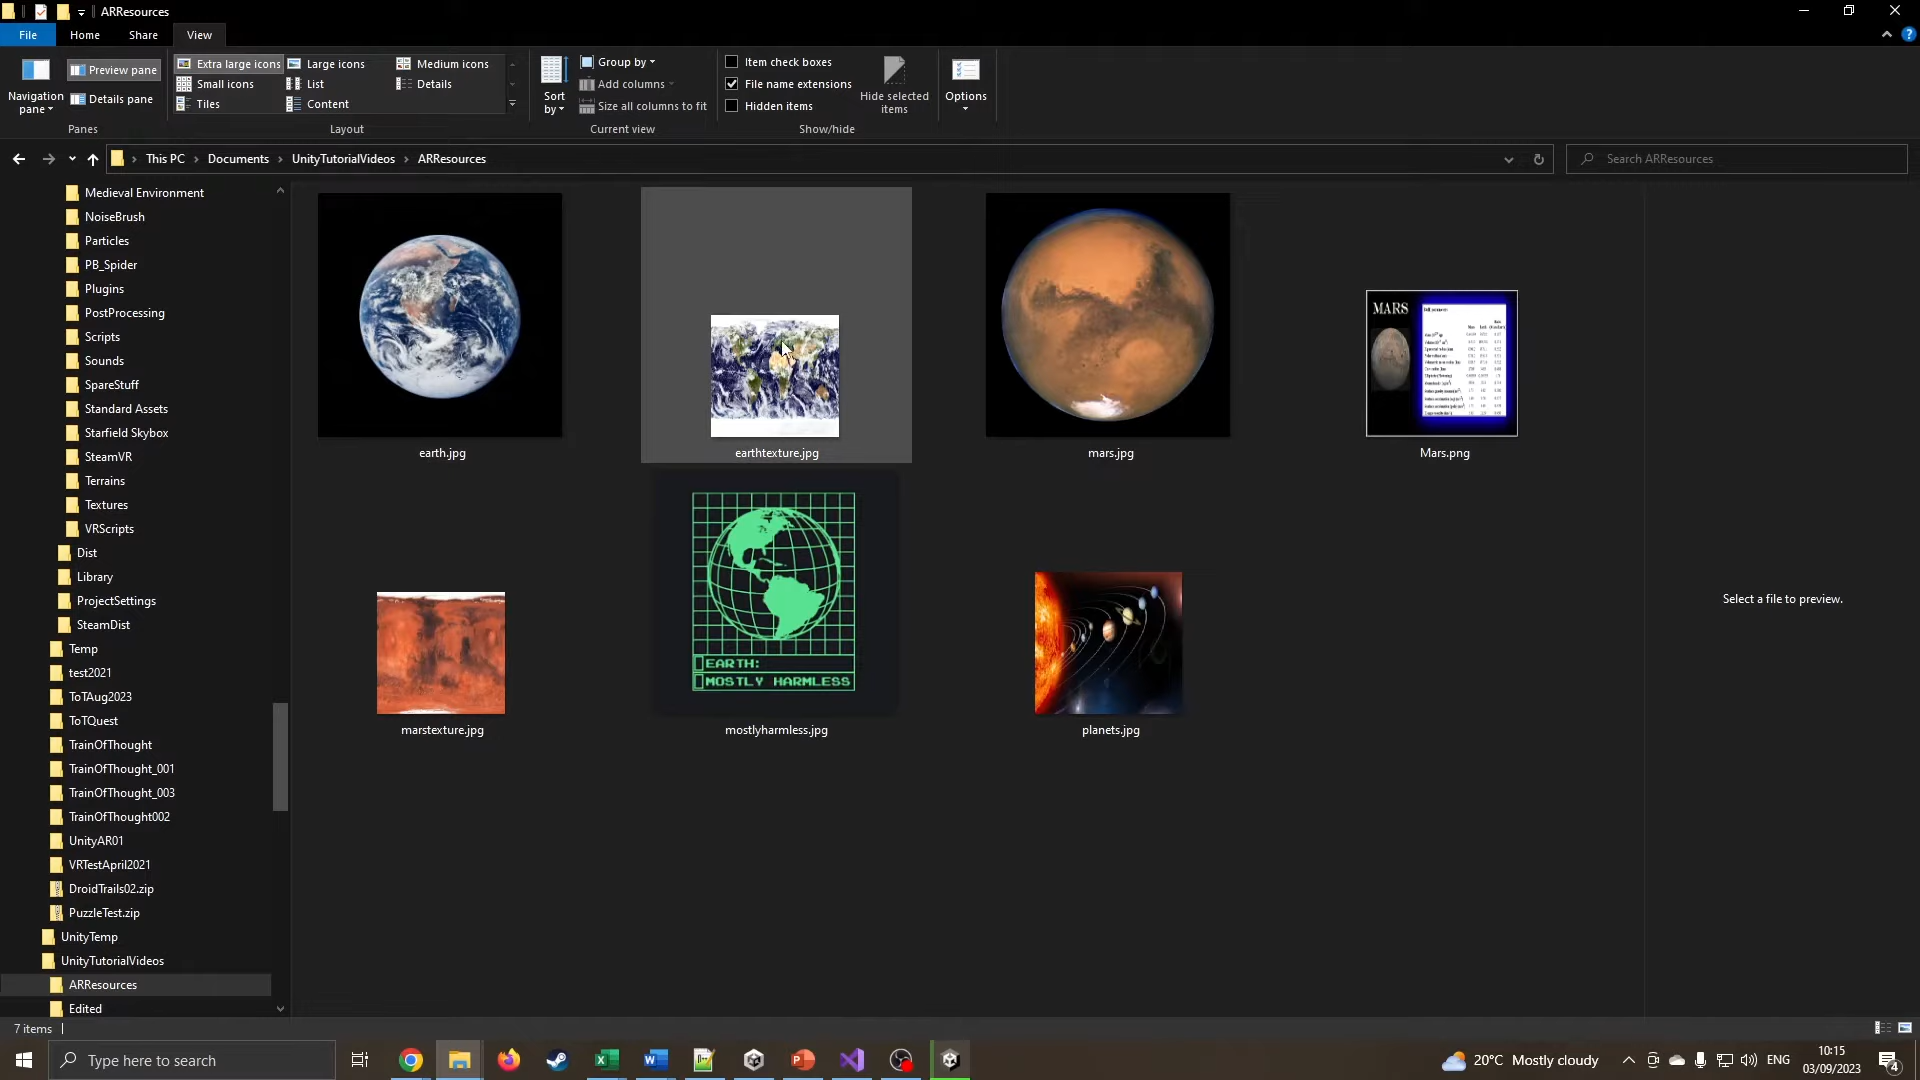 ARResources
File Home Share View
Navigation pane
Preview pane
Details pane
Panes
Extra large icons Large icons Medium icons
Small icons List Details
Tiles Content
Layout
Sort by
Group by
Add columns
Size all columns to fit
Current view
Item check boxes
File name extensions
Hidden items
Hide selected items
Show/hide
Options
This PC Documents UnityTutorialVideos ARResources
Search ARResources
Medieval Environment
NoiseBrush
Particles
PB_Spider
Plugins
PostProcessing
Scripts
Sounds
SpareStuff
Standard Assets
Starfield Skybox
SteamVR
Terrains
Textures
VRScripts
Dist
Library
ProjectSettings
SteamDist
Temp
test2021
ToTAug2023
ToTQuest
TrainOfThought
TrainOfThought_001
TrainOfThought_003
TrainOfThought002
UnityAR01
VRTestApril2021
DroidTrails02.zip
PuzzleTest.zip
UnityTemp
UnityTutorialVideos
ARResources
Edited
MARS
earth.jpg earthtexture.jpg mars.jpg Mars.png
EARTH:
MOSTLY HARMLESS
marstexture.jpg mostlyharmless.jpg planets.jpg
Select a file to preview.
7 items
Type here to search
20°C Mostly cloudy
ENG
10:15
03/09/2023
4